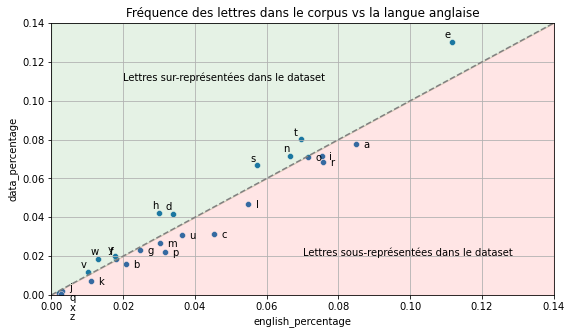 Fréquence des lettres dans le corpus vs la langue anglaise
0.14
e
0.12
Lettres sur-représentées dans le dataset
0.10
data_percentage
0.08
t
a
n
o
i
r
s
0.06
l
h
d
0.04
u
c
m
p
g
Lettres sous-représentées dans le dataset
0.02
w
y
f
b
v
k
j
q
x
z
0.00
0.00
0.02
0.04
0.06
0.08
0.10
0.12
0.14
english_percentage